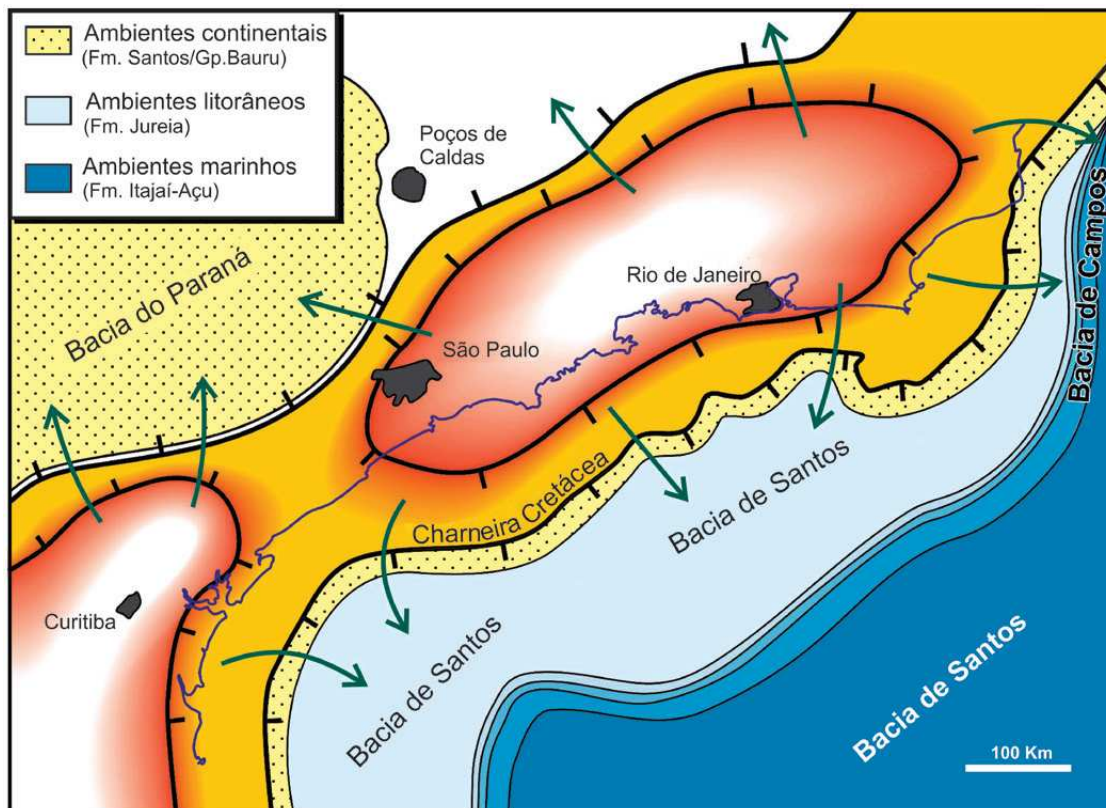 Ambientes continentais
(Fm. Santos/Gp.Bauru)
Ambientes litorâneos
(Fm. Jureia)
Ambientes marinhos
(Fm. Itajaí-Açu)
Poços de
Caldas
Bacia do Paraná
Rio de Janeiro
São Paulo
Bacia de Campos
Charneira Cretácea
Bacia de Santos
Curitiba
Bacia de Santos
Bacia de Santos
100 Km